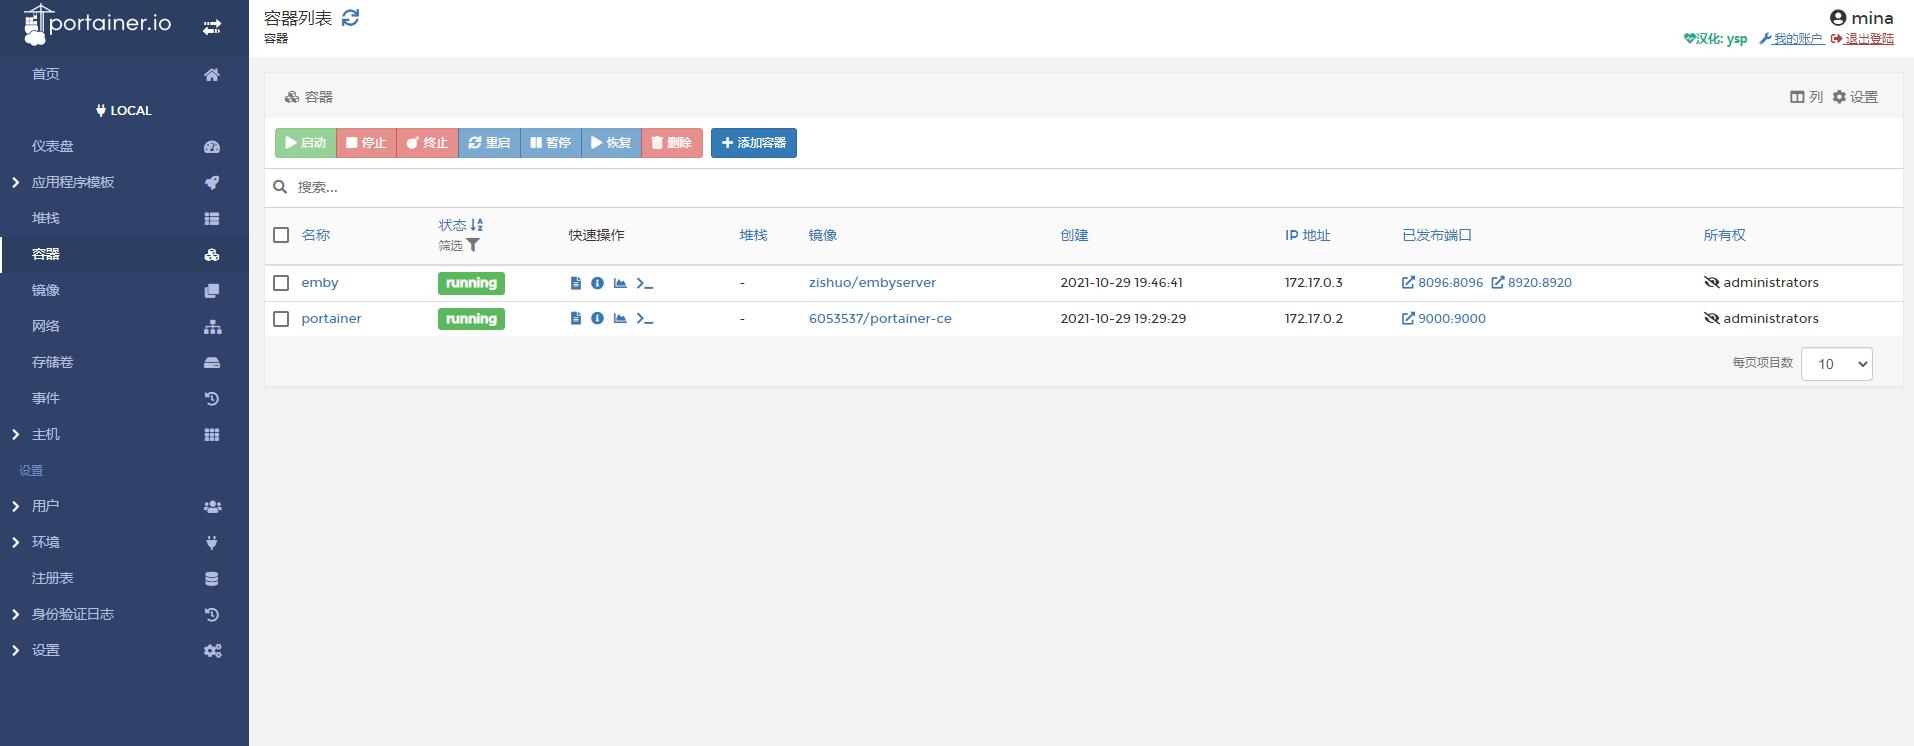 portainer.io
首页
LOCAL
仪表盘
应用程序模板
堆栈
容器
镜像
网络
存储卷
事件
主机
设置
用户
环境
注册表
身份验证日志
设置
容器列表
容器
mina
汉化: ysp 我的账户 退出登陆
容器 列 设置
启动 停止 终止 重启 暂停 恢复 删除 添加容器
搜索...
名称 状态 筛选 快速操作 堆栈 镜像 创建 IP 地址 已发布端口 所有权
emby running - zishuo/embyserver 2021-10-29 19:46:41 172.17.0.3 8096:8096 8920:8920 administrators
portainer running - 6053537/portainer-ce 2021-10-29 19:29:29 172.17.0.2 9000:9000 administrators
每页项目数 10